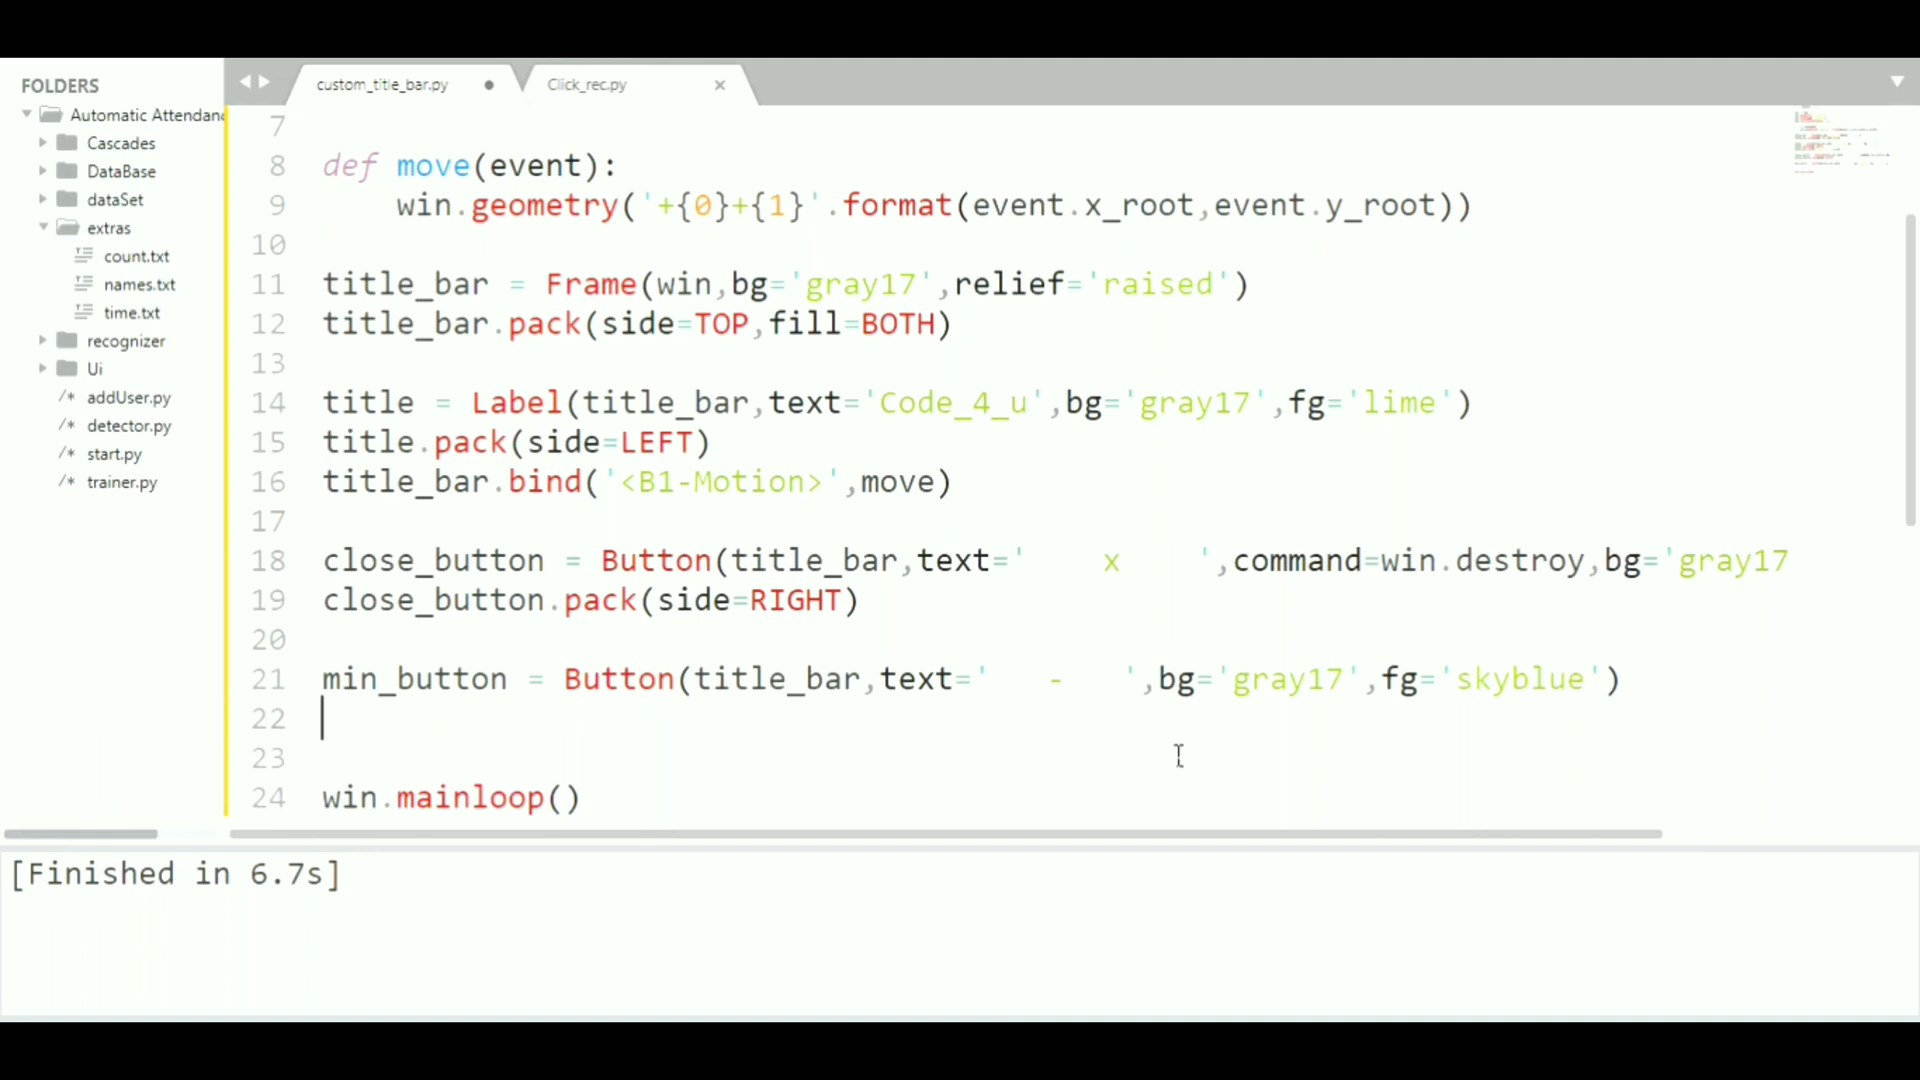 FOLDERS
Automatic Attendanc
Cascades
DataBase
dataSet
extras
count.txt
names.txt
time.txt
recognizer
Ui
/* addUser.py
/* detector.py
/* start.py
/* trainer.py
custom_title_bar.py
Click_rec.py
7
8 def move(event):
9     win.geometry('+{0}+{1}'.format(event.x_root,event.y_root))
10
11 title_bar = Frame(win,bg='gray17',relief='raised')
12 title_bar.pack(side=TOP,fill=BOTH)
13
14 title = Label(title_bar,text='Code_4_u',bg='gray17',fg='lime')
15 title.pack(side=LEFT)
16 title_bar.bind('<B1-Motion>',move)
17
18 close_button = Button(title_bar,text='    x    ',command=win.destroy,bg='gray17
19 close_button.pack(side=RIGHT)
20
21 min_button = Button(title_bar,text='   -   ',bg='gray17',fg='skyblue')
22
23
24 win.mainloop()
[Finished in 6.7s]